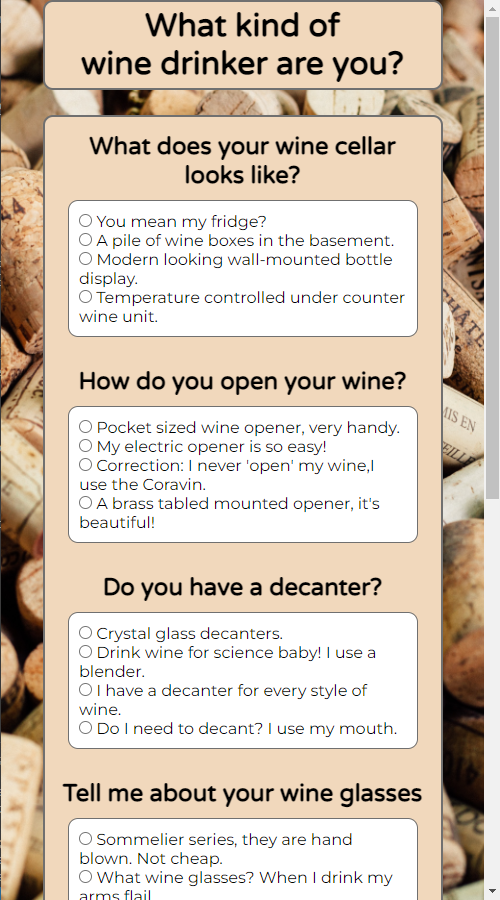 What kind of
wine drinker are you?
What does your wine cellar
looks like?
You mean my fridge?
A pile of wine boxes in the basement.
Modern looking wall-mounted bottle
display.
Temperature controlled under counter
wine unit.
How do you open your wine?
Pocket sized wine opener, very handy.
My electric opener is so easy!
Correction: I never 'open' my wine,I
use the Coravin.
A brass tabled mounted opener, it's
beautiful!
Do you have a decanter?
Crystal glass decanters.
Drink wine for science baby! I use a
blender.
I have a decanter for every style of
wine.
Do I need to decant? I use my mouth.
Tell me about your wine glasses
Sommelier series, they are hand
blown. Not cheap.
What wine glasses? When I drink my
arms flail
MIS EN